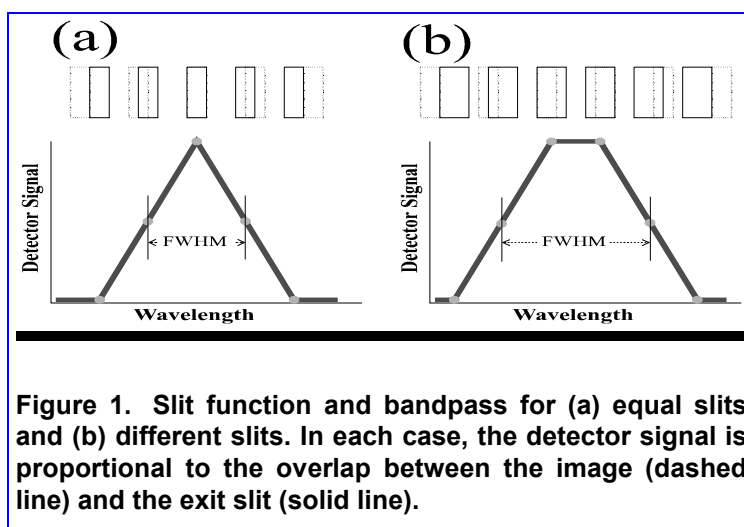 (a)
(b)
Detector Signal
FWHM
Wavelength
Detector Signal
FWHM
Wavelength
Figure 1. Slit function and bandpass for (a) equal slits
and (b) different slits. In each case, the detector signal is
proportional to the overlap between the image (dashed
line) and the exit slit (solid line).